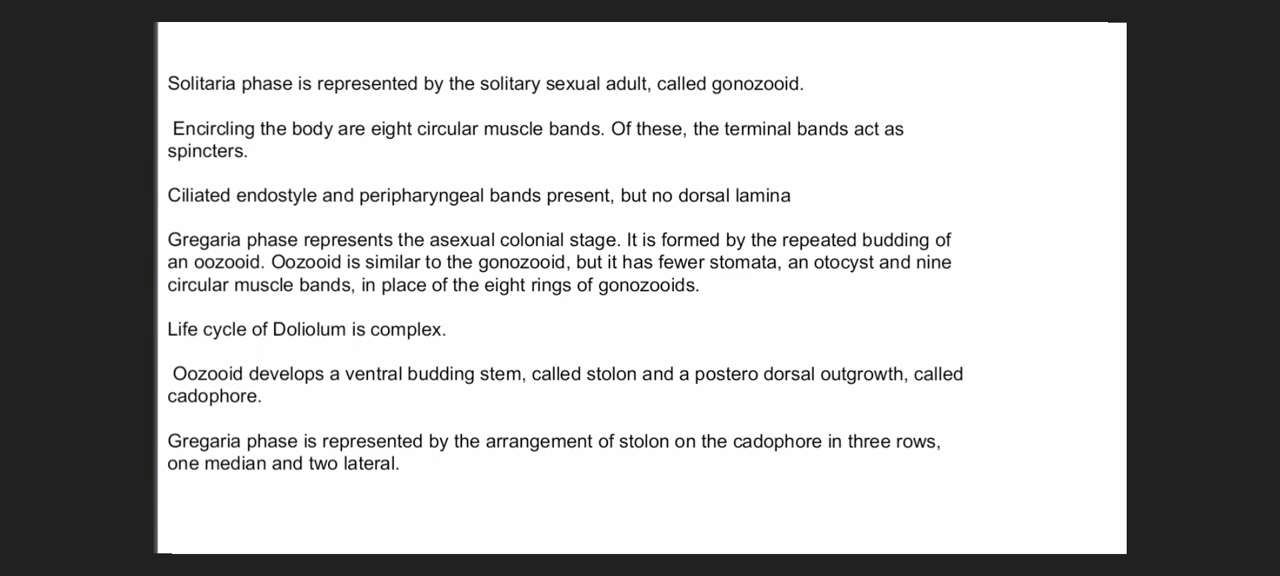 Solitaria phase is represented by the solitary sexual adult, called gonozooid.
Encircling the body are eight circular muscle bands. Of these, the terminal bands act as
spincters.
Ciliated endostyle and peripharyngeal bands present, but no dorsal lamina
Gregaria phase represents the asexual colonial stage. It is formed by the repeated budding of
an oozooid. Oozooid is similar to the gonozooid, but it has fewer stomata, an otocyst and nine
circular muscle bands, in place of the eight rings of gonozooids.
Life cycle of Doliolum is complex.
Oozooid develops a ventral budding stem, called stolon and a postero dorsal outgrowth, called
cadophore.
Gregaria phase is represented by the arrangement of stolon on the cadophore in three rows,
one median and two lateral.